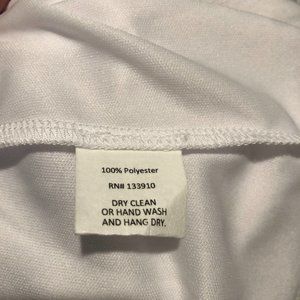 100% Polyester
RN# 133910
DRY CLEAN
OR HAND WASH
AND HANG DRY.